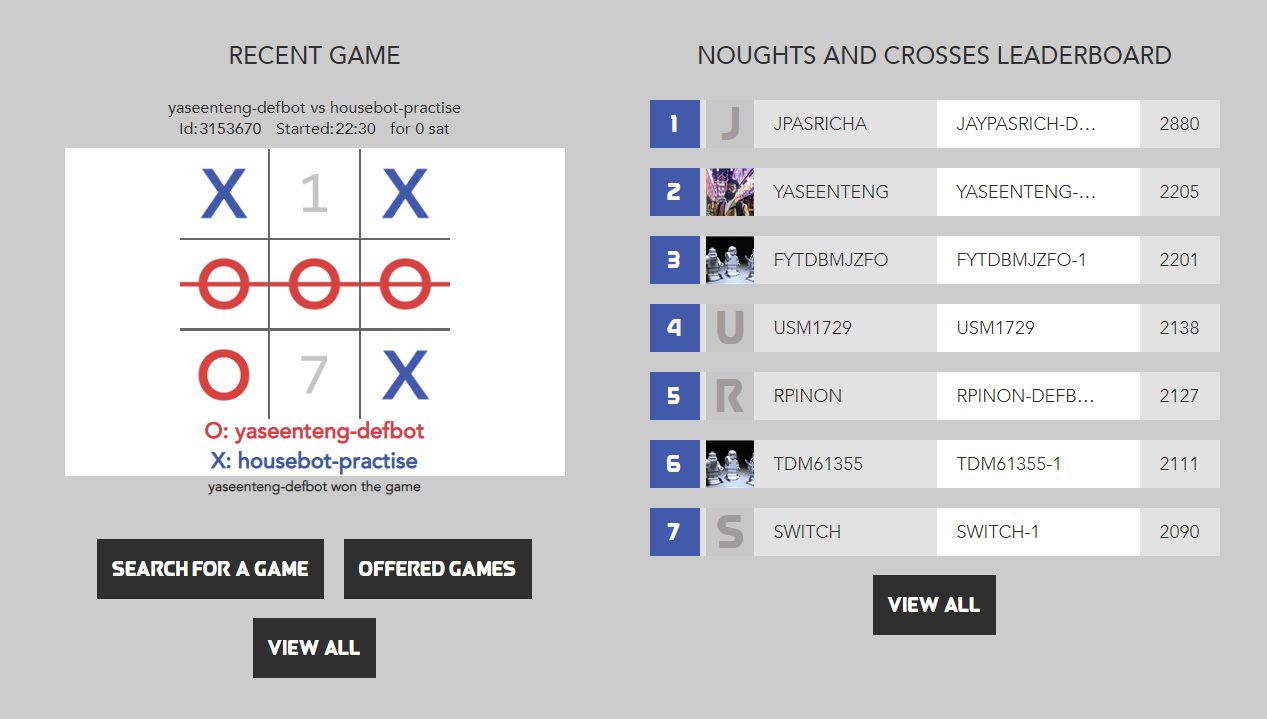 RECENT GAME
yaseenteng-defbot vs housebot-practise
Id:3153670 Started:22:30 for 0 sat
X 1 X
O O O
O 7 X
O: yaseenteng-defbot
X: housebot-practise
yaseenteng-defbot won the game
SEARCH FOR A GAME
OFFERED GAMES
VIEW ALL
NOUGHTS AND CROSSES LEADERBOARD
1 J JPASRICHA JAYPASRICH-D... 2880
2 YASEENTENG YASEENTENG-... 2205
3 FYTDBMJZFO FYTDBMJZFO-1 2201
4 U USM1729 USM1729 2138
5 R RPINON RPINON-DEFB... 2127
6 TDM61355 TDM61355-1 2111
7 S SWITCH SWITCH-1 2090
VIEW ALL